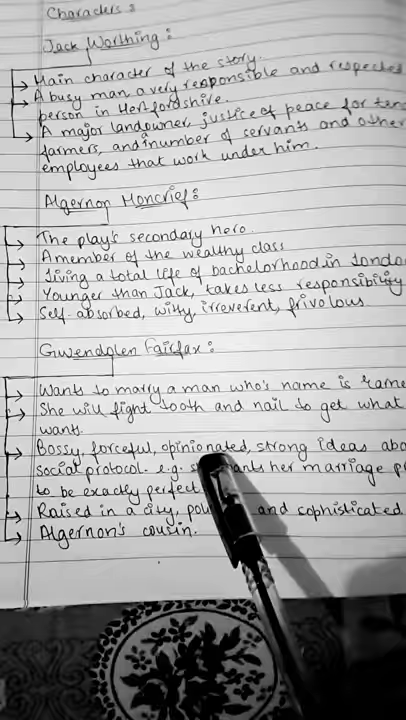 Characters :
Jack Worthing :
Main character of the story.
A busy man, a very responsible and respected
person in Hertfordshire.
A major landowner, justice of peace for
farmers, and a number of servants and other
employees that work under him.
Algernon Moncrief :
The play's secondary hero.
A member of the wealthy class
living a total life of bachelorhood in
Younger than Jack, takes less responsibility
Self-absorbed, witty, irreverent, frivolous.
Gwendolen Fairfax :
Wants to marry a man who's name is
She will fight tooth and nail to get what
wants.
Bossy, forceful, opinionated, strong ideas
social protocol. e.g. her marriage
to be exactly perfect
Raised in a city, and sophisticated
Algernon's cousin.